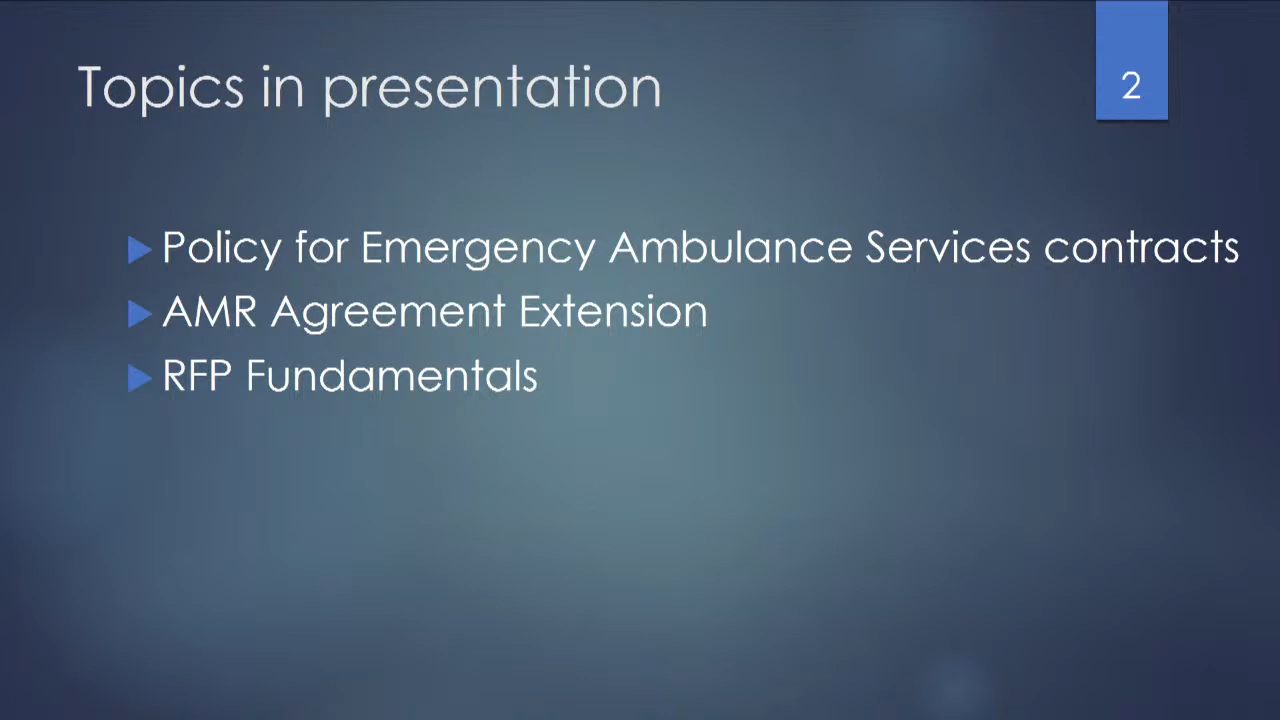 Topics in presentation
2
Policy for Emergency Ambulance Services contracts
AMR Agreement Extension
RFP Fundamentals